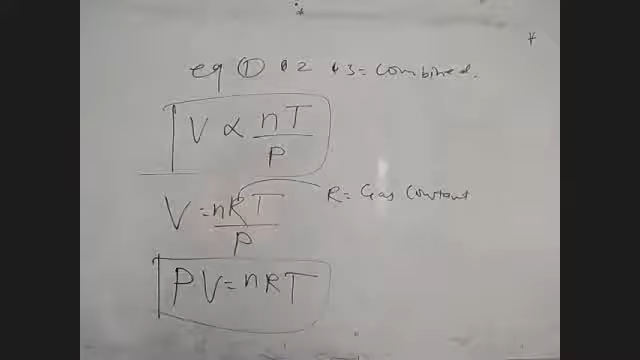 eq ① & 2 & 3 = Combined.
V ∝ nT/P
V = nRT/P
R = Gas Constant
PV = nRT